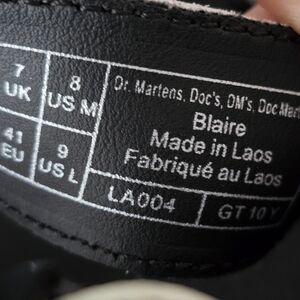 7 UK
8 US M
41 EU
9 US L
Dr. Martens, Doc's, DM's, Doc Mart
Blaire
Made in Laos
Fabriqué au Laos
LA004
GT 10 Y